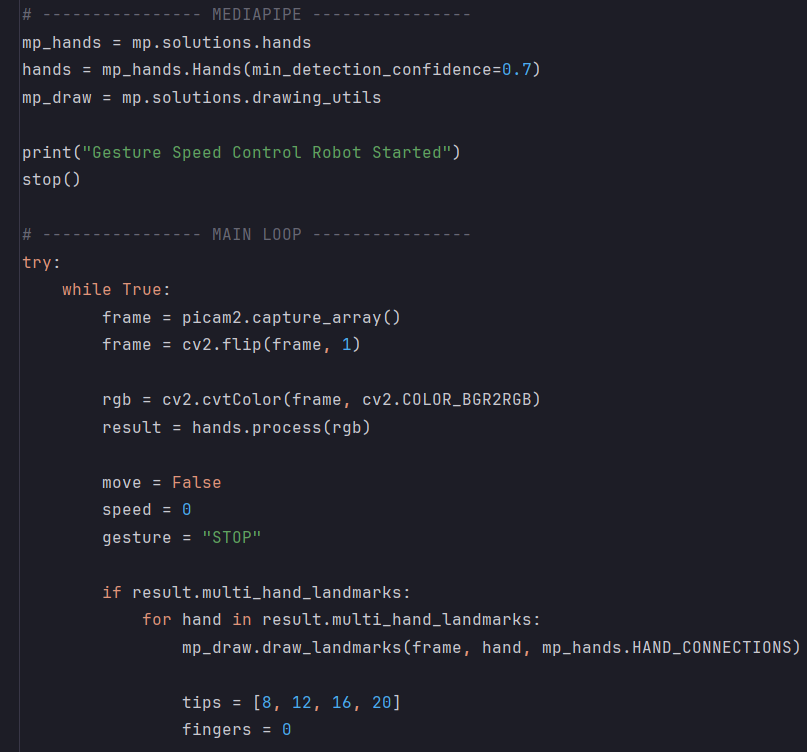 # ---------------- MEDIAPIPE ----------------
mp_hands = mp.solutions.hands
hands = mp_hands.Hands(min_detection_confidence=0.7)
mp_draw = mp.solutions.drawing_utils

print("Gesture Speed Control Robot Started")
stop()

# ---------------- MAIN LOOP ----------------
try:
    while True:
        frame = picam2.capture_array()
        frame = cv2.flip(frame, 1)

        rgb = cv2.cvtColor(frame, cv2.COLOR_BGR2RGB)
        result = hands.process(rgb)

        move = False
        speed = 0
        gesture = "STOP"

        if result.multi_hand_landmarks:
            for hand in result.multi_hand_landmarks:
                mp_draw.draw_landmarks(frame, hand, mp_hands.HAND_CONNECTIONS)

                tips = [8, 12, 16, 20]
                fingers = 0